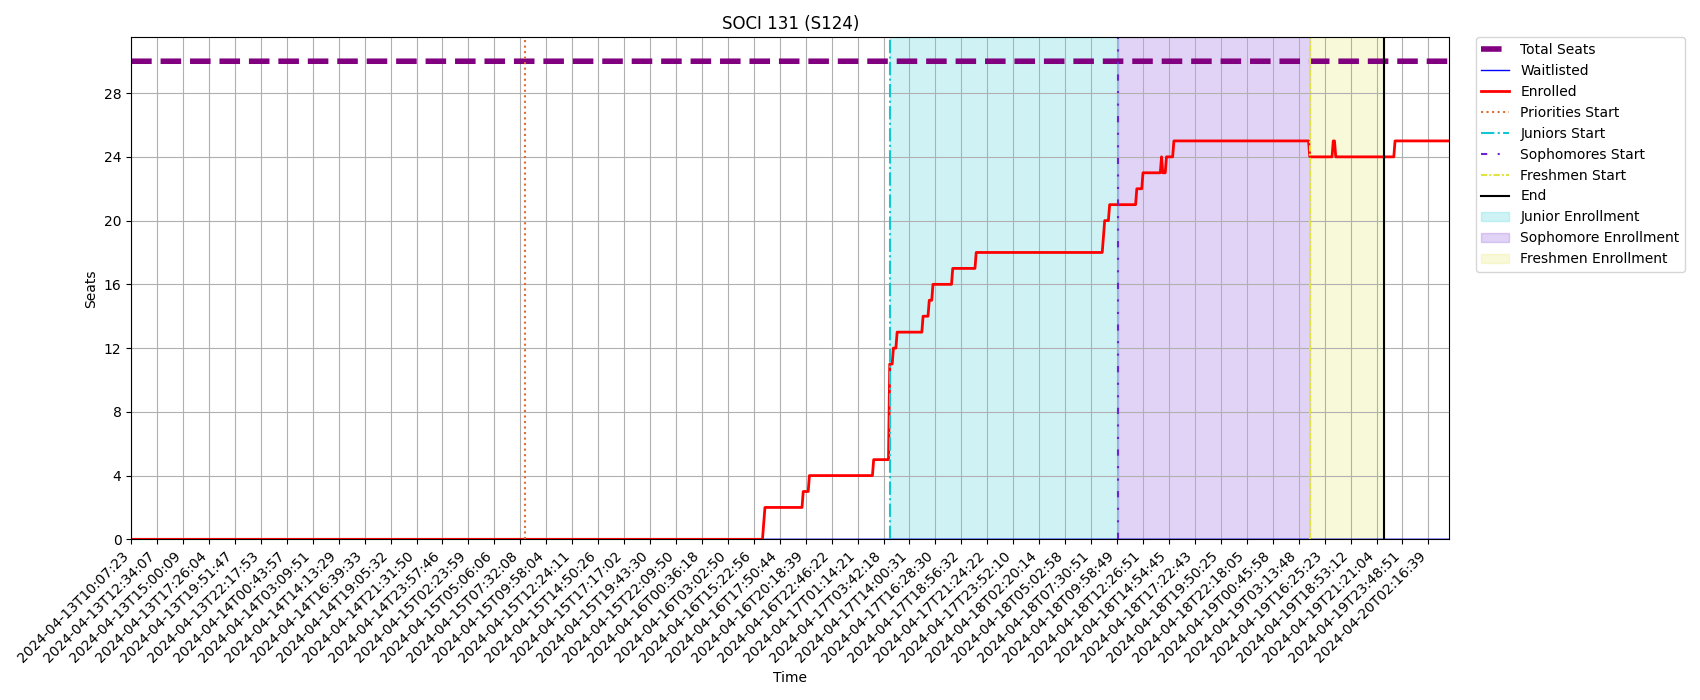 SOCI 131 (S124)
Total Seats
Waitlisted
Enrolled
Priorities Start
Juniors Start
Sophomores Start
Freshmen Start
End
Junior Enrollment
Sophomore Enrollment
Freshmen Enrollment
Seats
28
24
20
16
12
8
4
0
2024-04-13T10:07:23
2024-04-13T12:34:07
2024-04-13T15:00:09
2024-04-13T17:26:04
2024-04-13T19:51:47
2024-04-13T22:17:53
2024-04-14T00:43:57
2024-04-14T03:09:51
2024-04-14T14:13:29
2024-04-14T16:39:33
2024-04-14T19:05:32
2024-04-14T21:31:50
2024-04-14T23:57:46
2024-04-15T02:23:59
2024-04-15T05:06:06
2024-04-15T07:32:08
2024-04-15T09:58:04
2024-04-15T12:24:11
2024-04-15T14:50:26
2024-04-15T17:17:02
2024-04-15T19:43:30
2024-04-15T22:09:50
2024-04-16T00:36:18
2024-04-16T03:02:50
2024-04-16T15:22:56
2024-04-16T17:50:44
2024-04-16T20:18:39
2024-04-16T22:46:22
2024-04-17T01:14:21
2024-04-17T03:42:18
2024-04-17T14:00:31
2024-04-17T16:28:30
2024-04-17T18:56:32
2024-04-17T21:24:22
2024-04-17T23:52:10
2024-04-18T02:20:14
2024-04-18T05:02:58
2024-04-18T07:30:51
2024-04-18T09:58:49
2024-04-18T12:26:51
2024-04-18T14:54:45
2024-04-18T17:22:43
2024-04-18T19:50:25
2024-04-18T22:18:05
2024-04-19T00:45:58
2024-04-19T03:13:48
2024-04-19T16:25:23
2024-04-19T18:53:12
2024-04-19T21:21:04
2024-04-19T23:48:51
2024-04-20T02:16:39
Time